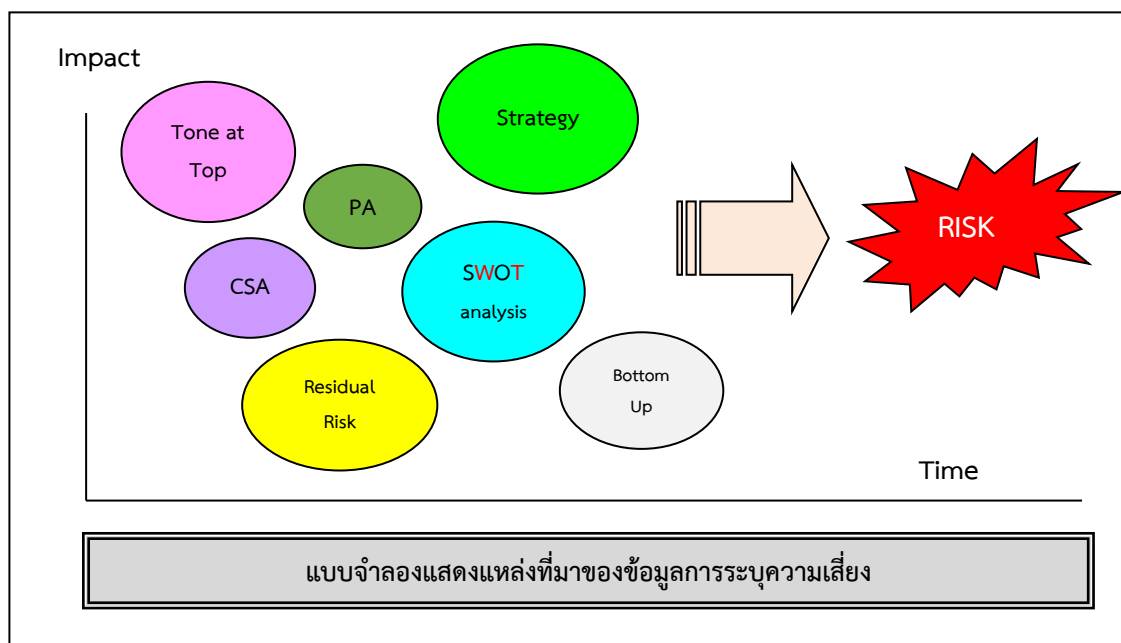 Impact
Strategy
Tone at
Top
PA
RISK
CSA
SWOT
analysis
Residual
Risk
Bottom
Up
Time
แบบจำลองแสดงแหล่งที่มาของข้อมูลการระบุความเสี่ยง